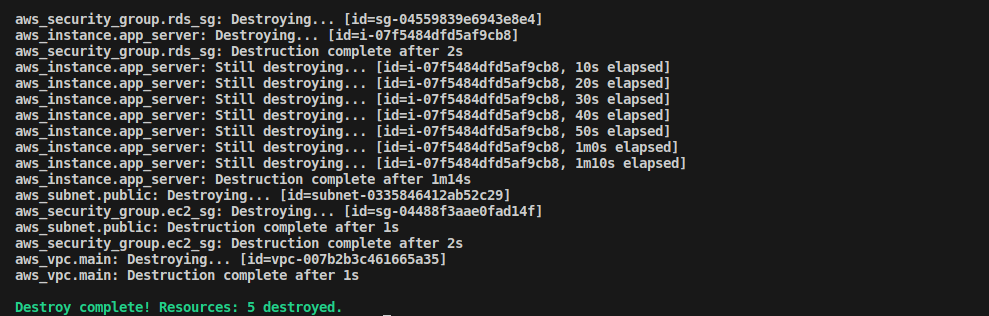 aws_security_group.rds_sg: Destroying... [id=sg-04559839e6943e8e4]
aws_instance.app_server: Destroying... [id=i-07f5484dfd5af9cb8]
aws_security_group.rds_sg: Destruction complete after 2s
aws_instance.app_server: Still destroying... [id=i-07f5484dfd5af9cb8, 10s elapsed]
aws_instance.app_server: Still destroying... [id=i-07f5484dfd5af9cb8, 20s elapsed]
aws_instance.app_server: Still destroying... [id=i-07f5484dfd5af9cb8, 30s elapsed]
aws_instance.app_server: Still destroying... [id=i-07f5484dfd5af9cb8, 40s elapsed]
aws_instance.app_server: Still destroying... [id=i-07f5484dfd5af9cb8, 50s elapsed]
aws_instance.app_server: Still destroying... [id=i-07f5484dfd5af9cb8, 1m0s elapsed]
aws_instance.app_server: Still destroying... [id=i-07f5484dfd5af9cb8, 1m10s elapsed]
aws_instance.app_server: Destruction complete after 1m14s
aws_subnet.public: Destroying... [id=subnet-0335846412ab52c29]
aws_security_group.ec2_sg: Destroying... [id=sg-04488f3aae0fad14f]
aws_subnet.public: Destruction complete after 1s
aws_security_group.ec2_sg: Destruction complete after 2s
aws_vpc.main: Destroying... [id=vpc-007b2b3c461665a35]
aws_vpc.main: Destruction complete after 1s
Destroy complete! Resources: 5 destroyed.